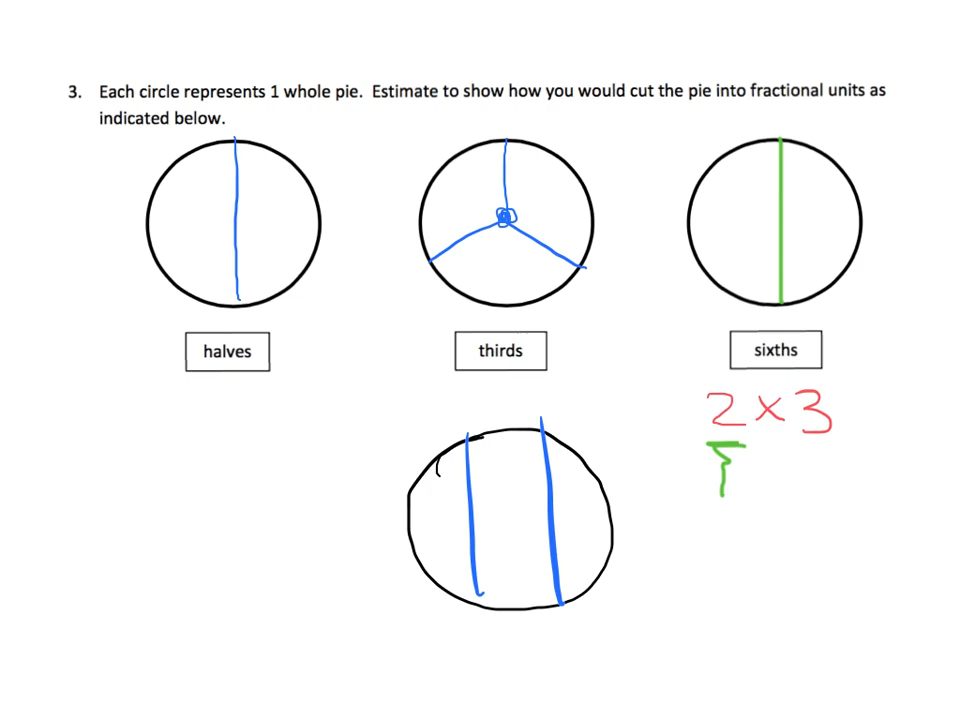 3. Each circle represents 1 whole pie. Estimate to show how you would cut the pie into fractional units as
indicated below.
halves thirds sixths
2 x 3